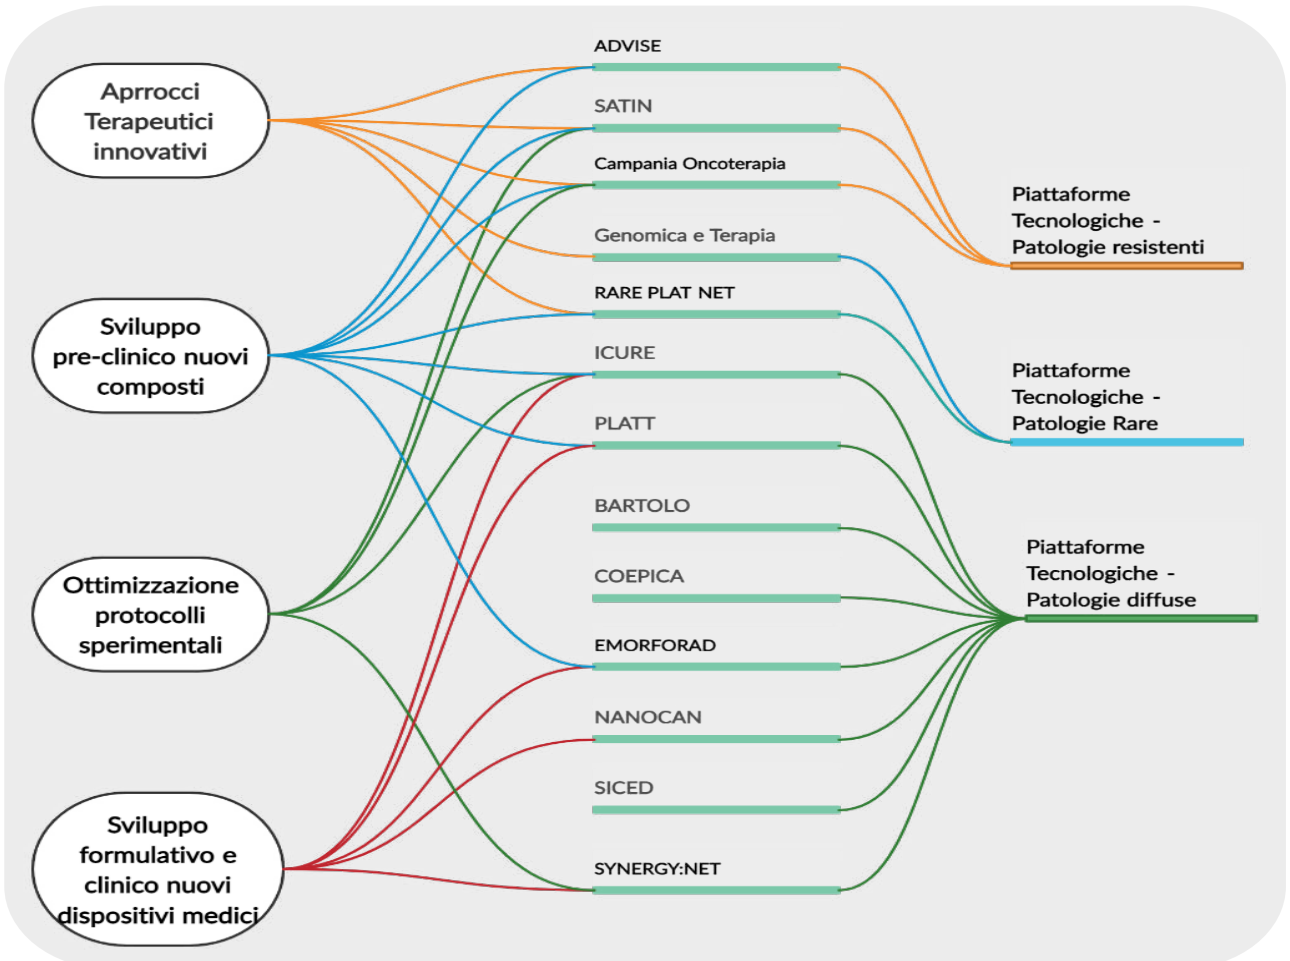 Aprrocci
Terapeutici
innovativi
Sviluppo
pre-clinico nuovi
composti
Ottimizzazione
protocolli
sperimentali
Sviluppo
formulativo e
clinico nuovi
dispositivi medici
ADVISE
SATIN
Campania Oncoterapia
Genomica e Terapia
RARE PLAT NET
ICURE
PLATT
BARTOLO
COEPICA
EMORFORAD
NANOCAN
SICED
SYNERGY:NET
Piattaforme
Tecnologiche -
Patologie resistenti
Piattaforme
Tecnologiche -
Patologie Rare
Piattaforme
Tecnologiche -
Patologie diffuse